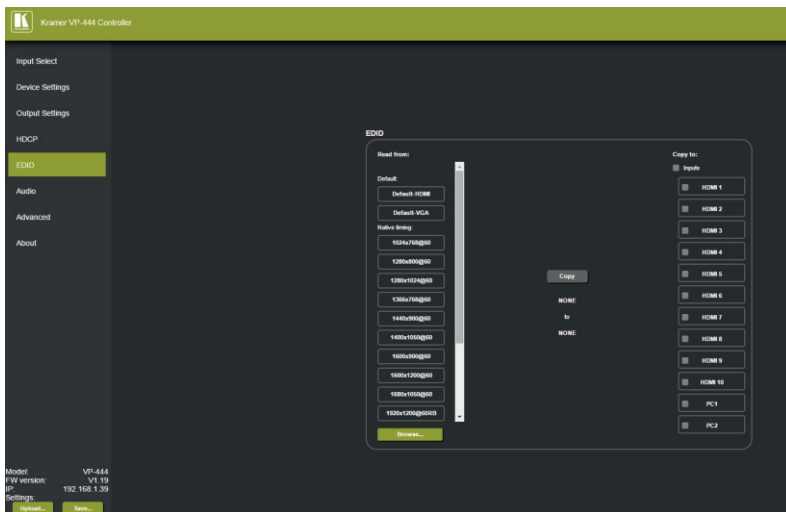 Kramer VP-444 Controller
Input Select
Device Settings
Output Settings
HDCP
EDID
Audio
Advanced
About
Model: VP-444
FW version: V1.19
IP: 192.168.1.39
Settings:
Upload... Save...
EDID
Read from:
Default:
Default-HDMI
Default-VGA
Native timing:
1024x768@60
1280x800@60
1280x1024@60
1366x768@60
1440x900@60
1400x1050@60
1600x900@60
1600x1200@60
1680x1050@60
1920x1200@60RB
Browse...
Copy
NONE
to
NONE
Copy to:
Inputs
HDMI 1
HDMI 2
HDMI 3
HDMI 4
HDMI 5
HDMI 6
HDMI 7
HDMI 8
HDMI 9
HDMI 10
PC1
PC2